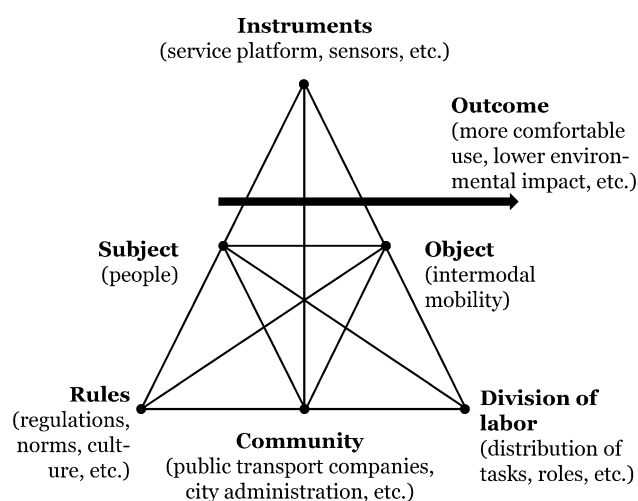 Instruments
(service platform, sensors, etc.)
Outcome
(more comfortable
use, lower environ-
mental impact, etc.)
Subject
(people)
Object
(intermodal
mobility)
Rules
(regulations,
norms, cult-
ure, etc.)
Community
(public transport companies,
city administration, etc.)
Division of
labor
(distribution of
tasks, roles, etc.)